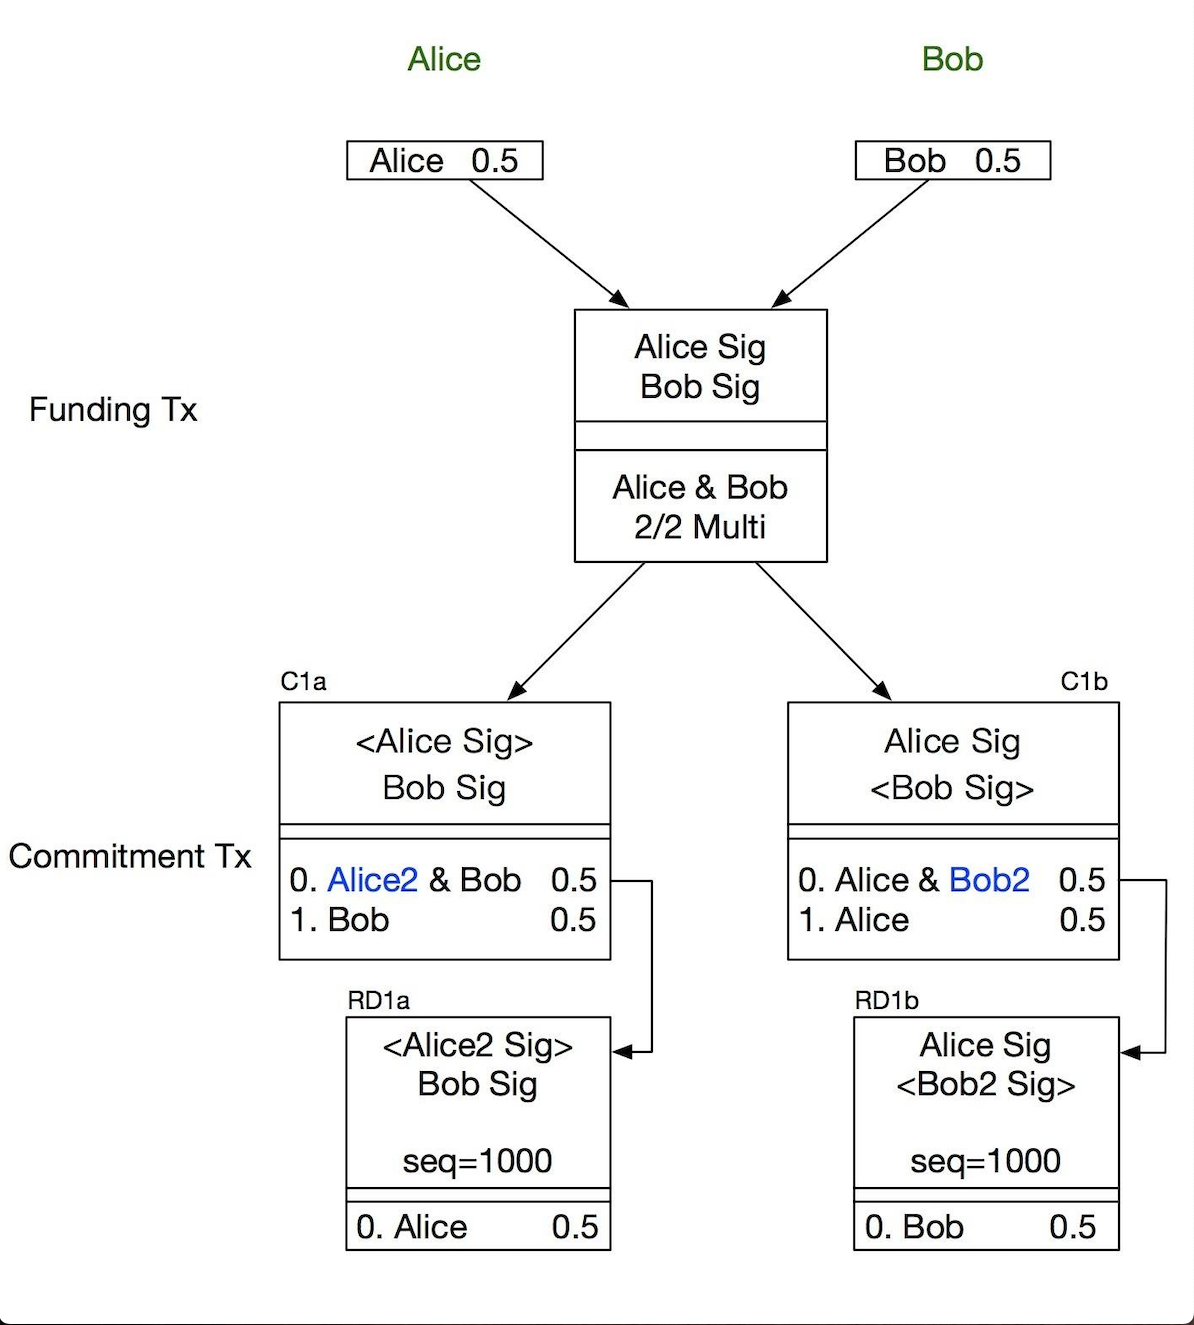 Alice
Bob
Alice 0.5
Bob 0.5
Alice Sig
Bob Sig
Funding Tx
Alice & Bob
2/2 Multi
C1a
C1b
<Alice Sig>
Bob Sig
Alice Sig
<Bob Sig>
Commitment Tx
0. Alice2 & Bob 0.5
1. Bob 0.5
0. Alice & Bob2 0.5
1. Alice 0.5
RD1a
<Alice2 Sig>
Bob Sig
seq=1000
0. Alice 0.5
RD1b
Alice Sig
<Bob2 Sig>
seq=1000
0. Bob 0.5